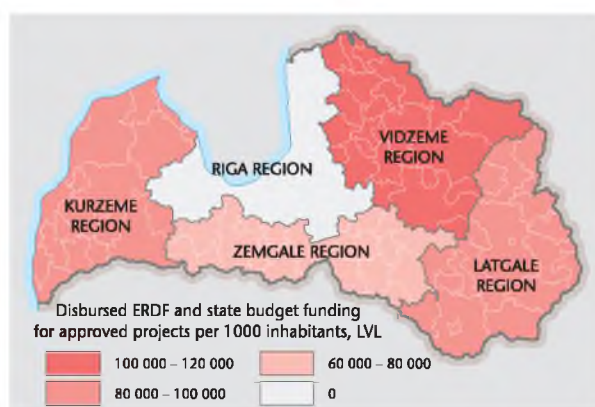 VIDZEME
REGION
RIGA REGION
KURZEME
REGION
ZEMGALE REGION
LATGALE
REGION
Disbursed ERDF and state budget funding
for approved projects per 1000 inhabitants, LVL
100 000 – 120 000
60 000 – 80 000
80 000 – 100 000
0